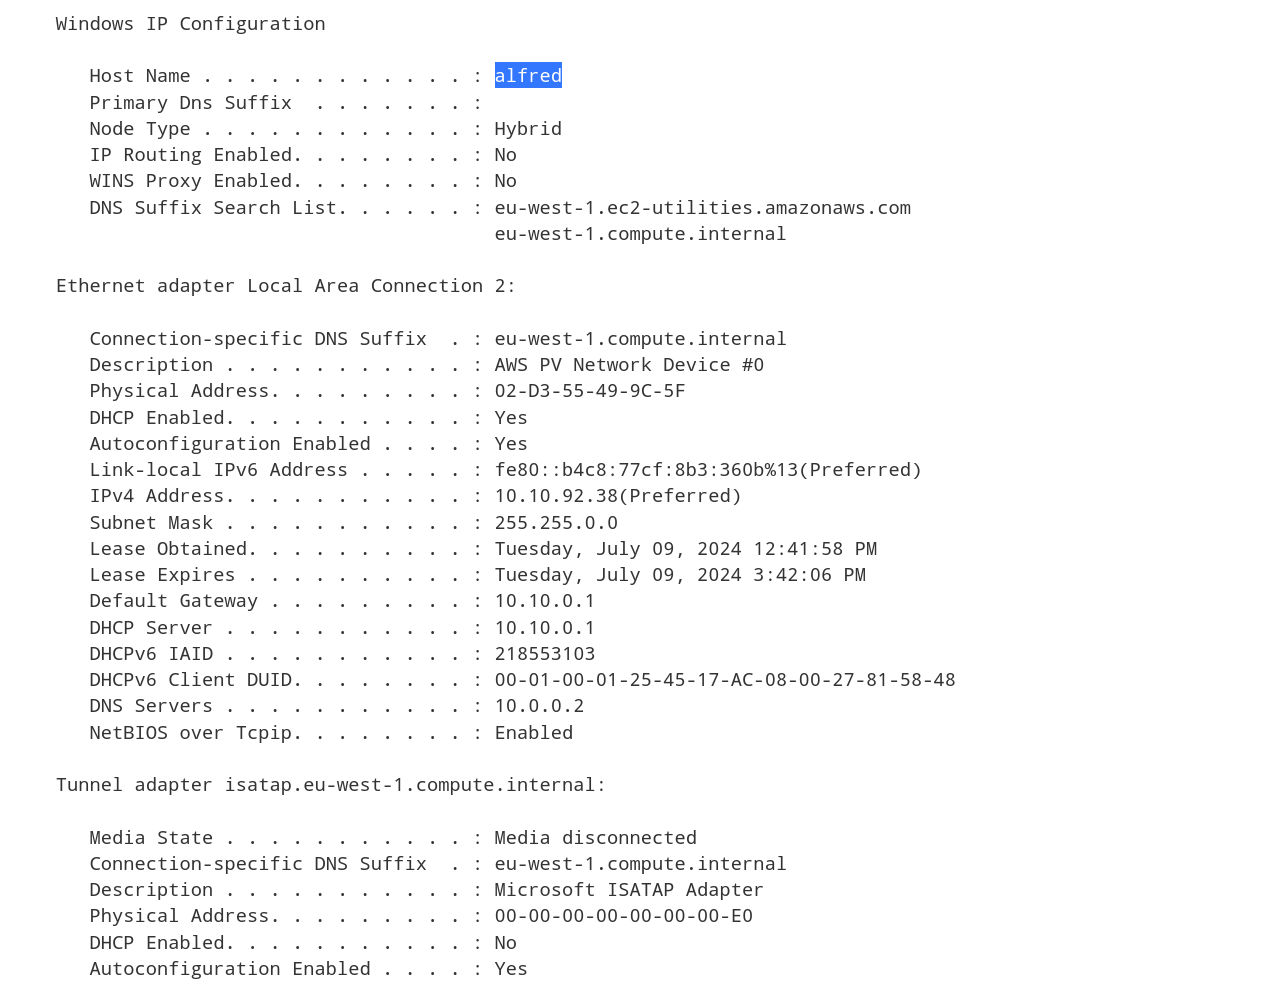 Windows IP Configuration
Host Name . . . . . . . . . . . . : alfred
Primary Dns Suffix  . . . . . . . :
Node Type . . . . . . . . . . . . : Hybrid
IP Routing Enabled. . . . . . . . : No
WINS Proxy Enabled. . . . . . . . : No
DNS Suffix Search List. . . . . . : eu-west-1.ec2-utilities.amazonaws.com
eu-west-1.compute.internal
Ethernet adapter Local Area Connection 2:
Connection-specific DNS Suffix  . : eu-west-1.compute.internal
Description . . . . . . . . . . . : AWS PV Network Device #0
Physical Address. . . . . . . . . : 02-D3-55-49-9C-5F
DHCP Enabled. . . . . . . . . . . : Yes
Autoconfiguration Enabled . . . . : Yes
Link-local IPv6 Address . . . . . : fe80::b4c8:77cf:8b3:360b%13(Preferred)
IPv4 Address. . . . . . . . . . . : 10.10.92.38(Preferred)
Subnet Mask . . . . . . . . . . . : 255.255.0.0
Lease Obtained. . . . . . . . . . : Tuesday, July 09, 2024 12:41:58 PM
Lease Expires . . . . . . . . . . : Tuesday, July 09, 2024 3:42:06 PM
Default Gateway . . . . . . . . . : 10.10.0.1
DHCP Server . . . . . . . . . . . : 10.10.0.1
DHCPv6 IAID . . . . . . . . . . . : 218553103
DHCPv6 Client DUID. . . . . . . . : 00-01-00-01-25-45-17-AC-08-00-27-81-58-48
DNS Servers . . . . . . . . . . . : 10.0.0.2
NetBIOS over Tcpip. . . . . . . . : Enabled
Tunnel adapter isatap.eu-west-1.compute.internal:
Media State . . . . . . . . . . . : Media disconnected
Connection-specific DNS Suffix  . : eu-west-1.compute.internal
Description . . . . . . . . . . . : Microsoft ISATAP Adapter
Physical Address. . . . . . . . . : 00-00-00-00-00-00-00-E0
DHCP Enabled. . . . . . . . . . . : No
Autoconfiguration Enabled . . . . : Yes